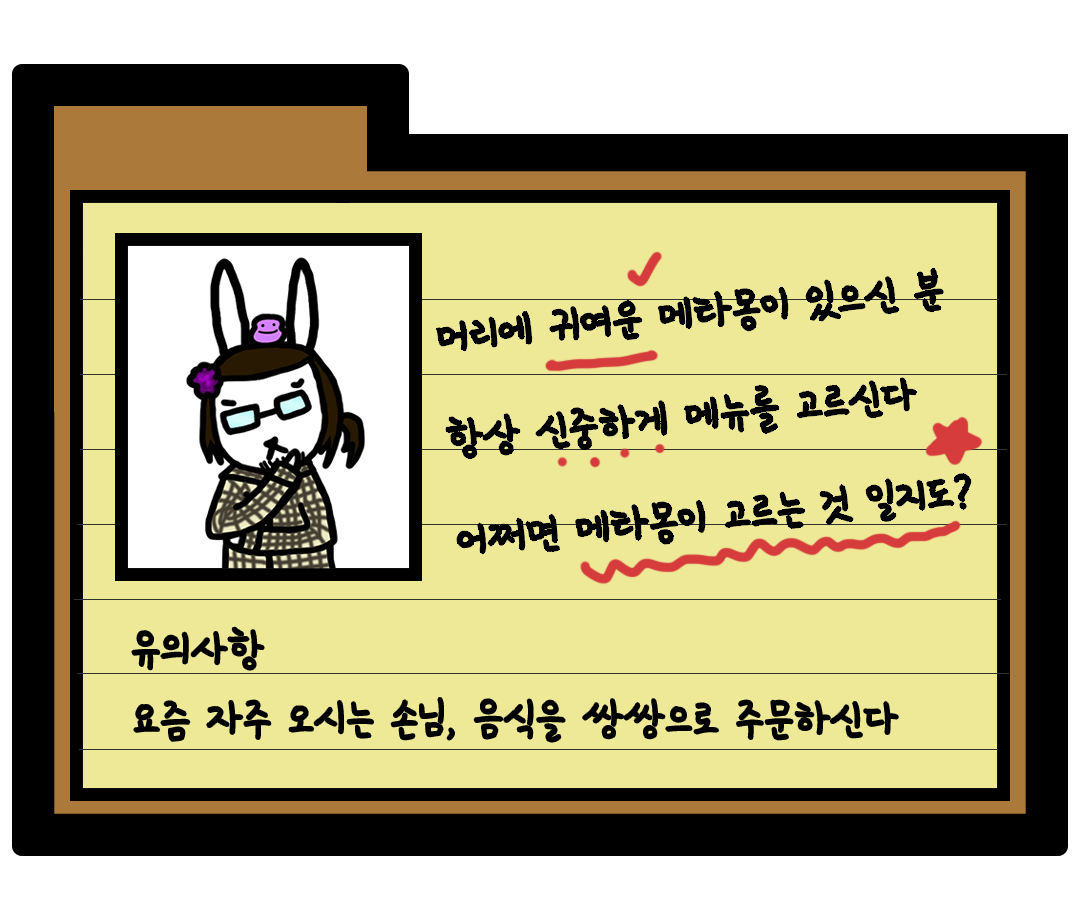 머리에 귀여운 메타몽이 있으신 분
항상 신중하게 메뉴를 고르신다
어쩌면 메타몽이 고르는 것 일지도?
유의사항
요즘 자주 오시는 손님, 음식을 쌍쌍으로 주문하신다